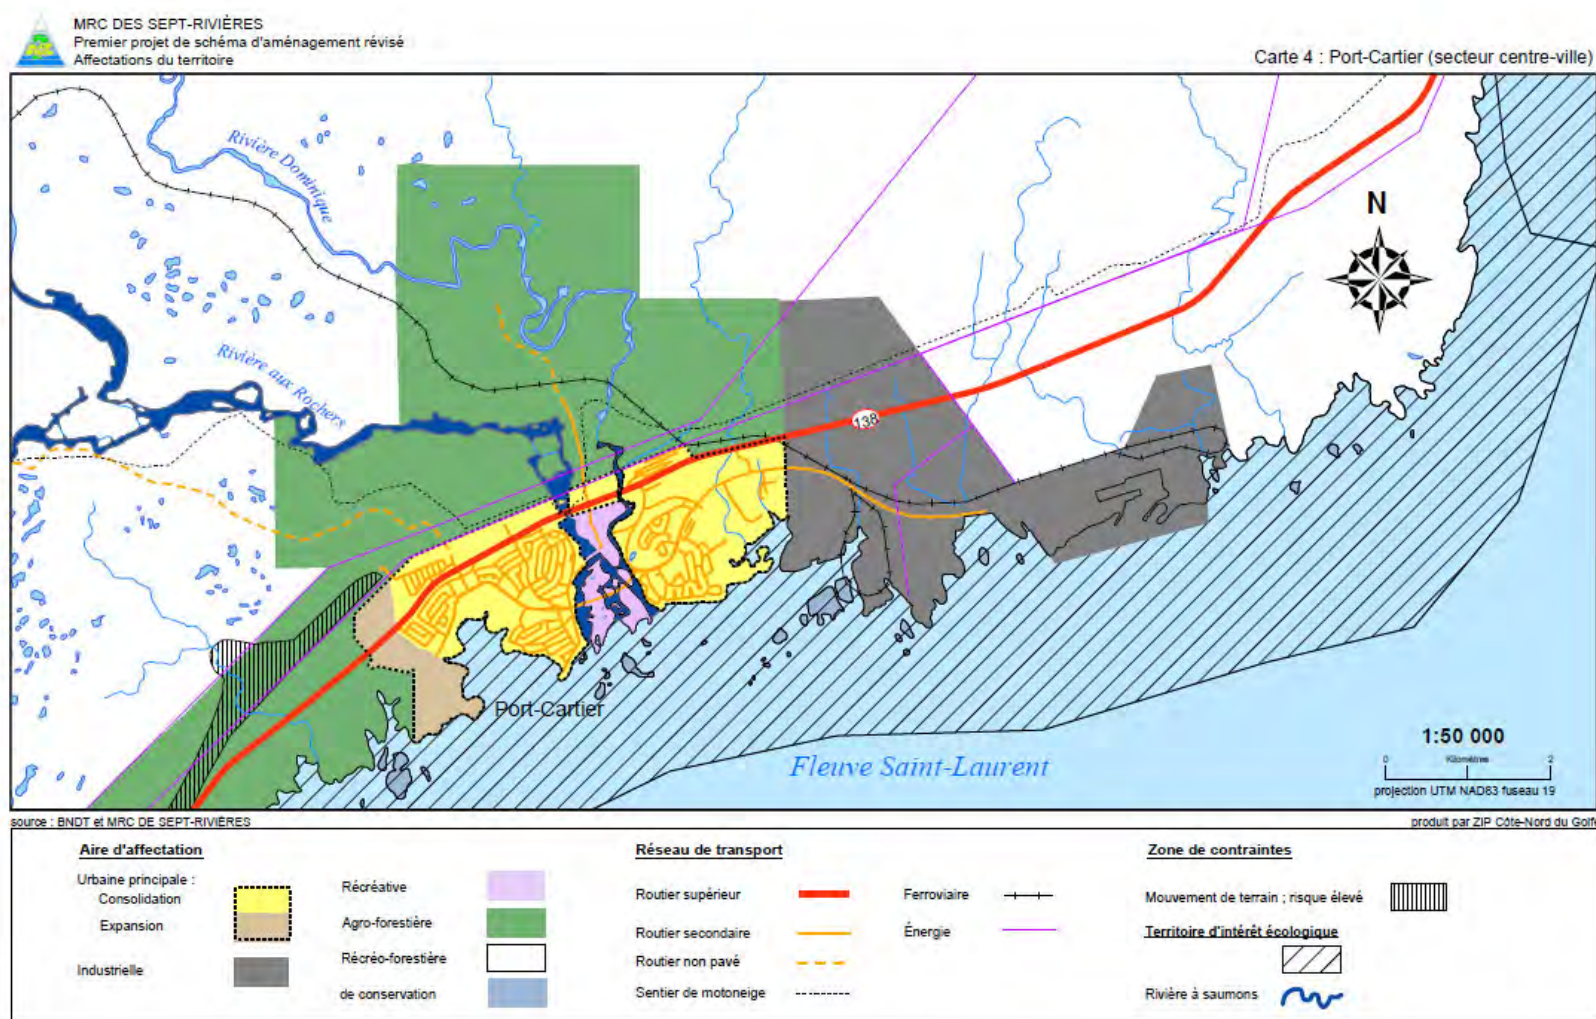 MRC DES SEPT-RIVIÈRES
Premier projet de schéma d'aménagement révisé
Affectations du territoire
Carte 4 : Port-Cartier (secteur centre-ville)
Rivière Dominique
Rivière aux Rochers
N
138
Port-Cartier
Fleuve Saint-Laurent
1:50 000
Kilomètres
0 1 2
projection UTM NAD83 fuseau 19
source : BNDT et MRC DE SEPT-RIVIÈRES
produit par ZIP Côte-Nord du Golfe
Aire d'affectation
Urbaine principale :
Consolidation
Expansion
Industrielle
Récréative
Agro-forestière
Récréo-forestière
de conservation
Réseau de transport
Routier supérieur
Routier secondaire
Routier non pavé
Sentier de motoneige
Ferroviaire
Énergie
Zone de contraintes
Mouvement de terrain ; risque élevé
Territoire d'intérêt écologique
Rivière à saumons